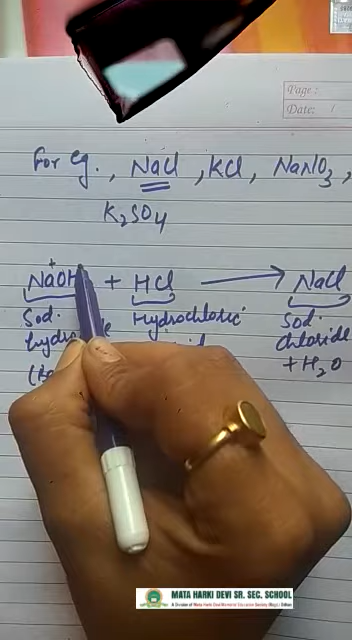 Page:
Date: /
For eg., NaCl, KCl, NaNO3,
K2SO4
NaOH + HCl → NaCl
Sod. Hydrochloric Sod.
chloride
+ H2O
MATA HARKI DEVI SR. SEC. SCHOOL